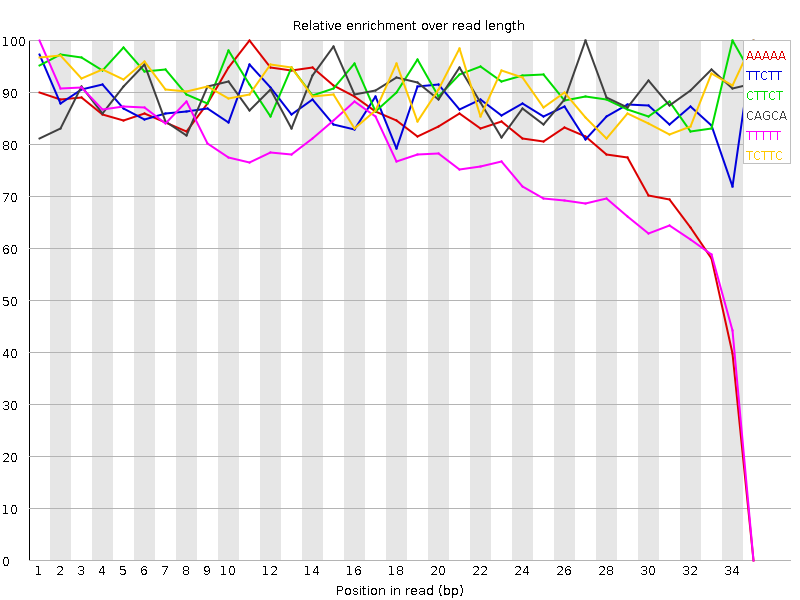 Relative enrichment over read length
100
90
80
70
60
50
40
30
20
10
0
AAAAA
TTCTT
CTTCT
CAGCA
TTTTT
TCTTC
1 2 3 4 5 6 7 8 9 10 12 14 16 18 20 22 24 26 28 30 32 34
Position in read (bp)